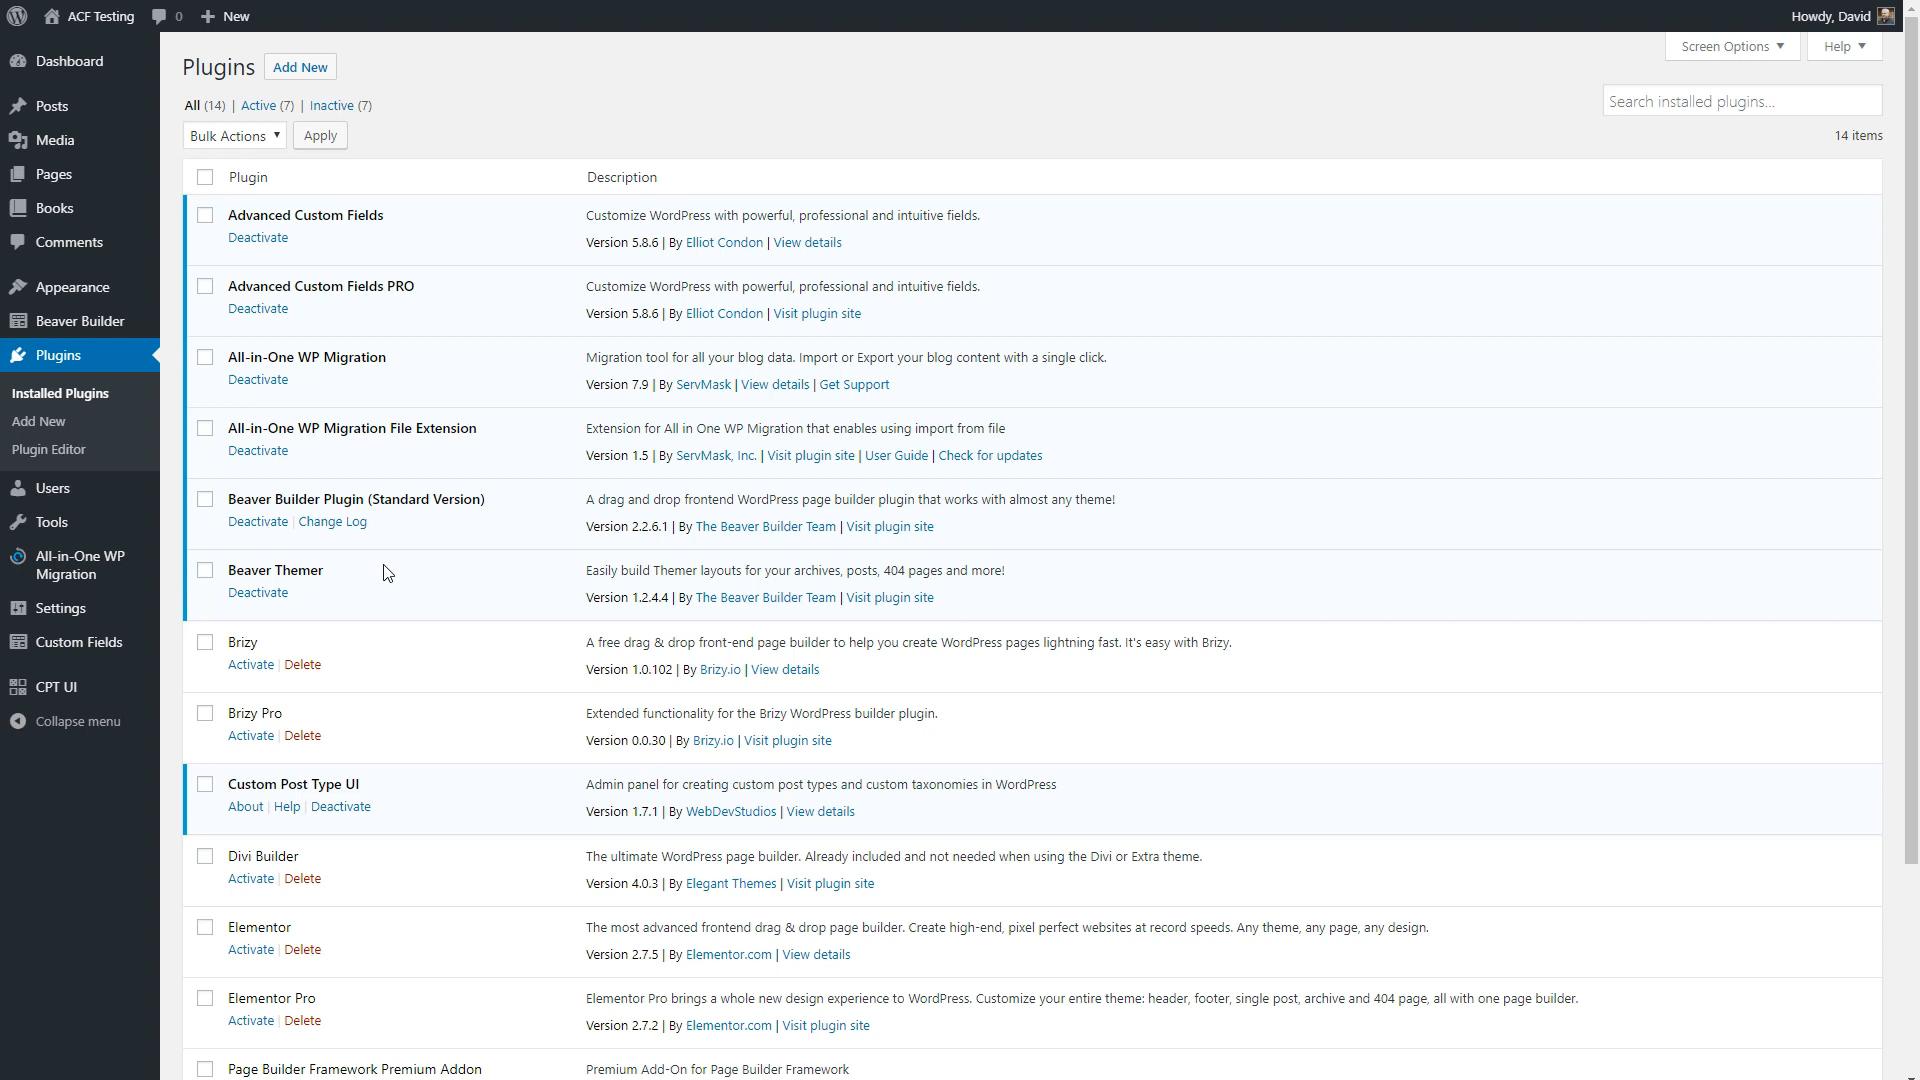 ACF Testing 0 New Howdy, David
Screen Options Help
Dashboard
Posts
Media
Pages
Books
Comments
Appearance
Beaver Builder
Plugins
Installed Plugins
Add New
Plugin Editor
Users
Tools
All-in-One WP
Migration
Settings
Custom Fields
CPT UI
Collapse menu
Plugins Add New
All (14) | Active (7) | Inactive (7)
Search installed plugins...
Bulk Actions Apply
14 items
Plugin Description
Advanced Custom Fields
Deactivate
Customize WordPress with powerful, professional and intuitive fields.
Version 5.8.6 | By Elliot Condon | View details
Advanced Custom Fields PRO
Deactivate
Customize WordPress with powerful, professional and intuitive fields.
Version 5.8.6 | By Elliot Condon | Visit plugin site
All-in-One WP Migration
Deactivate
Migration tool for all your blog data. Import or Export your blog content with a single click.
Version 7.9 | By ServMask | View details | Get Support
All-in-One WP Migration File Extension
Deactivate
Extension for All in One WP Migration that enables using import from file
Version 1.5 | By ServMask, Inc. | Visit plugin site | User Guide | Check for updates
Beaver Builder Plugin (Standard Version)
Deactivate | Change Log
A drag and drop frontend WordPress page builder plugin that works with almost any theme!
Version 2.2.6.1 | By The Beaver Builder Team | Visit plugin site
Beaver Themer
Deactivate
Easily build Themer layouts for your archives, posts, 404 pages and more!
Version 1.2.4.4 | By The Beaver Builder Team | Visit plugin site
Brizy
Activate | Delete
A free drag & drop front-end page builder to help you create WordPress pages lightning fast. It's easy with Brizy.
Version 1.0.102 | By Brizy.io | View details
Brizy Pro
Activate | Delete
Extended functionality for the Brizy WordPress builder plugin.
Version 0.0.30 | By Brizy.io | Visit plugin site
Custom Post Type UI
About | Help | Deactivate
Admin panel for creating custom post types and custom taxonomies in WordPress
Version 1.7.1 | By WebDevStudios | View details
Divi Builder
Activate | Delete
The ultimate WordPress page builder. Already included and not needed when using the Divi or Extra theme.
Version 4.0.3 | By Elegant Themes | Visit plugin site
Elementor
Activate | Delete
The most advanced frontend drag & drop page builder. Create high-end, pixel perfect websites at record speeds. Any theme, any page, any design.
Version 2.7.5 | By Elementor.com | View details
Elementor Pro
Activate | Delete
Elementor Pro brings a whole new design experience to WordPress. Customize your entire theme: header, footer, single post, archive and 404 page, all with one page builder.
Version 2.7.2 | By Elementor.com | Visit plugin site
Page Builder Framework Premium Addon
Premium Add-On for Page Builder Framework